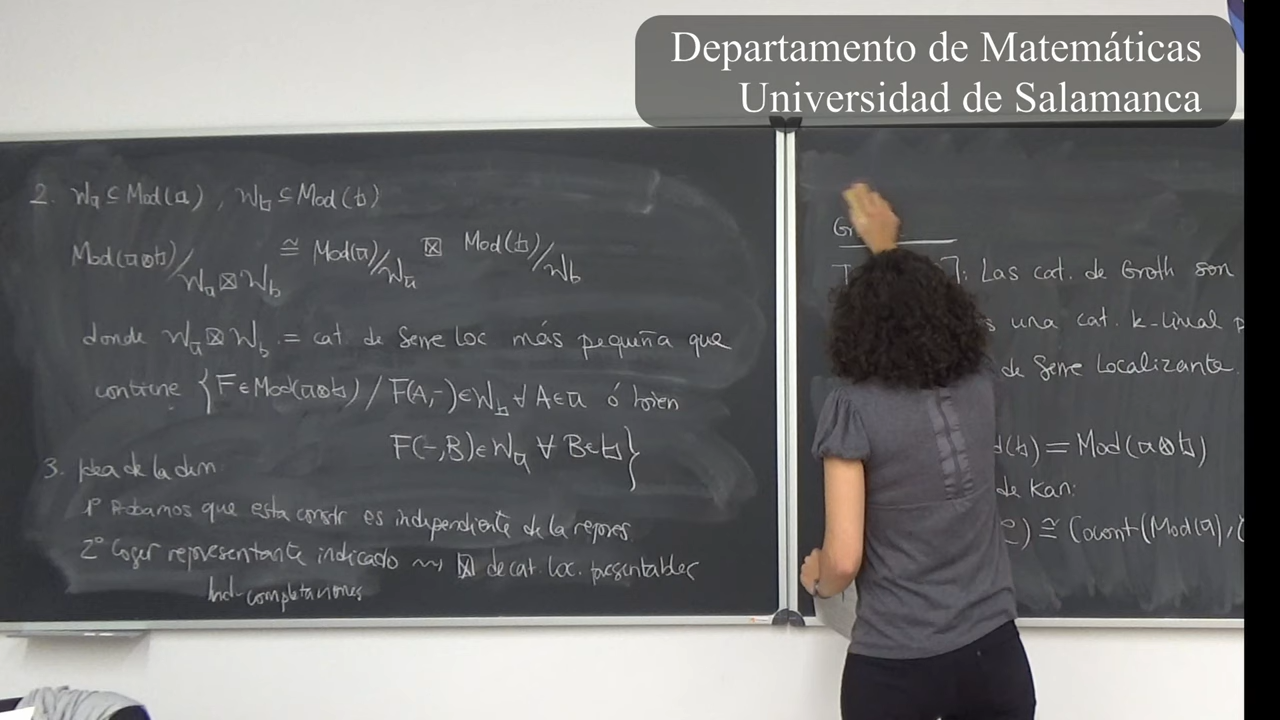 Departamento de Matemáticas
Universidad de Salamanca
2. W_a ⊆ Mod(a), W_b ⊆ Mod(b)
Mod(a⊗b)/W_a⊠W_b ≅ Mod(a)/W_a ⊠ Mod(b)/W_b
donde W_a⊠W_b = cat. de Serre Loc más pequeña que
contiene {F∈Mod(a⊗b) / F(A,-)∈W_b ∀A∈a ó bien
F(-,B)∈W_a ∀ B∈b}
3. Idea de la dem:
1º Probamos que esta constr es independiente de la repres.
2º Coger representante indicado ⇝ ⊠ de cat. loc. presentables
Ind-completaciones
Gr
T : Las cat. de Groth son
una cat. k-lineal p
de Serre Localizante.
(b) = Mod(a⊗b)
de Kan:
) ≅ Cocont(Mod(a),